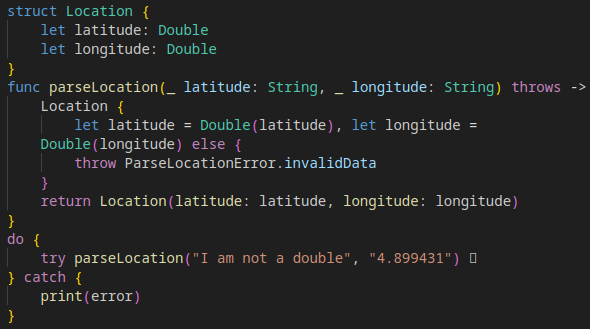 struct Location {
    let latitude: Double
    let longitude: Double
}
func parseLocation(_ latitude: String, _ longitude: String) throws ->
    Location {
        let latitude = Double(latitude), let longitude =
    Double(longitude) else {
        throw ParseLocationError.invalidData
    }
    return Location(latitude: latitude, longitude: longitude)
}
do {
    try parseLocation("I am not a double", "4.899431") 
} catch {
    print(error)
}